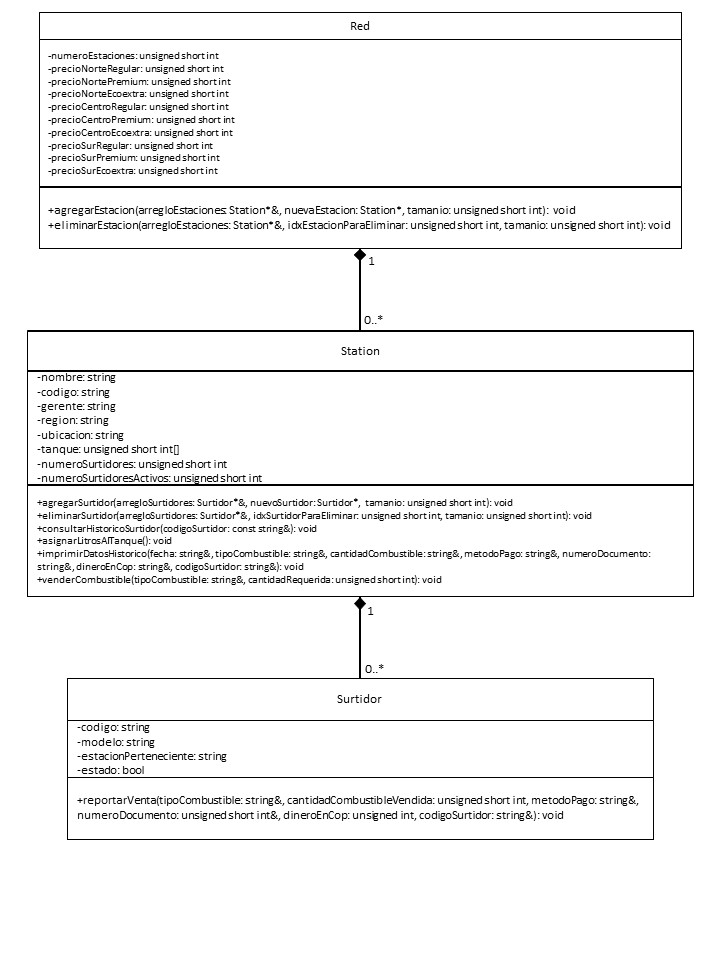 Red
-numeroEstaciones: unsigned short int
-precioNorteRegular: unsigned short int
-precioNortePremium: unsigned short int
-precioNorteEcoextra: unsigned short int
-precioCentroRegular: unsigned short int
-precioCentroPremium: unsigned short int
-precioCentroEcoextra: unsigned short int
-precioSurRegular: unsigned short int
-precioSurPremium: unsigned short int
-precioSurEcoextra: unsigned short int
+agregarEstacion(arregloEstaciones: Station*&, nuevaEstacion: Station*, tamanio: unsigned short int): void
+eliminarEstacion(arregloEstaciones: Station*&, idxEstacionParaEliminar: unsigned short int, tamanio: unsigned short int): void
1
0..*
Station
-nombre: string
-codigo: string
-gerente: string
-region: string
-ubicacion: string
-tanque: unsigned short int[]
-numeroSurtidores: unsigned short int
-numeroSurtidoresActivos: unsigned short int
+agregarSurtidor(arregloSurtidores: Surtidor*&, nuevoSurtidor: Surtidor*, tamanio: unsigned short int): void
+eliminarSurtidor(arregloSurtidores: Surtidor*&, idxSurtidorParaEliminar: unsigned short int, tamanio: unsigned short int): void
+consultarHistoricoSurtidor(codigoSurtidor: const string&): void
+asignarLitrosAlTanque(): void
+imprimirDatosHistorico(fecha: string&, tipoCombustible: string&, cantidadCombustible: string&, metodoPago: string&, numeroDocumento:
string&, dineroEnCop: string&, codigoSurtidor: string&): void
+venderCombustible(tipoCombustible: string&, cantidadRequerida: unsigned short int): void
1
0..*
Surtidor
-codigo: string
-modelo: string
-estacionPerteneciente: string
-estado: bool
+reportarVenta(tipoCombustible: string&, cantidadCombustibleVendida: unsigned short int, metodoPago: string&,
numeroDocumento: unsigned short int&, dineroEnCop: unsigned int, codigoSurtidor: string&): void